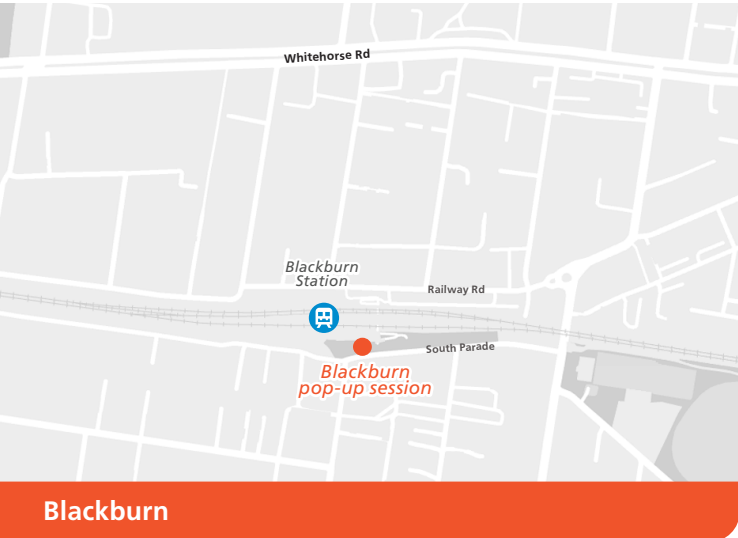 Whitehorse Rd
Blackburn
Station
Railway Rd
South Parade
Blackburn
pop-up session
Blackburn